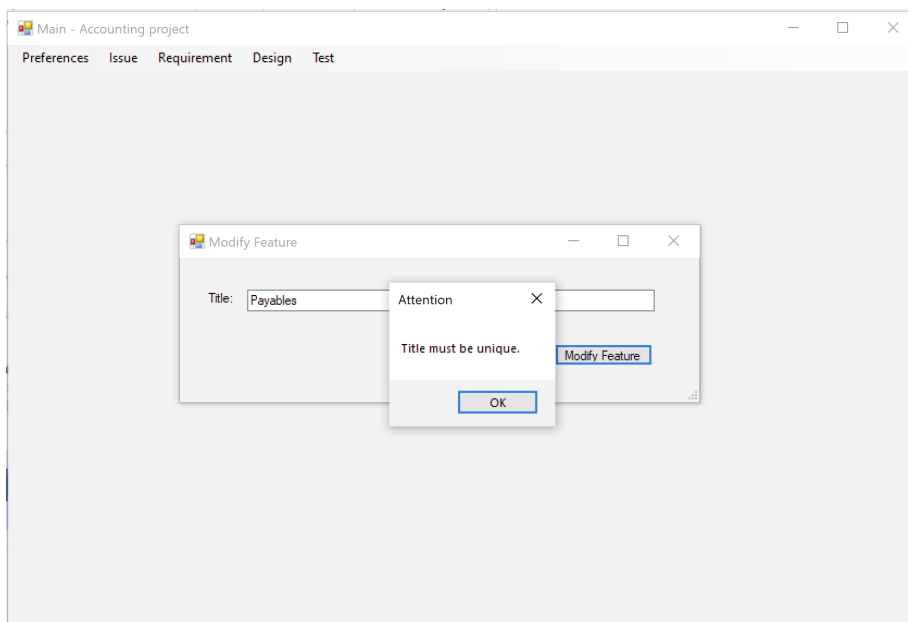 Main - Accounting project
Preferences Issue Requirement Design Test
Modify Feature
Title: Payables
Attention
Title must be unique.
Modify Feature
OK